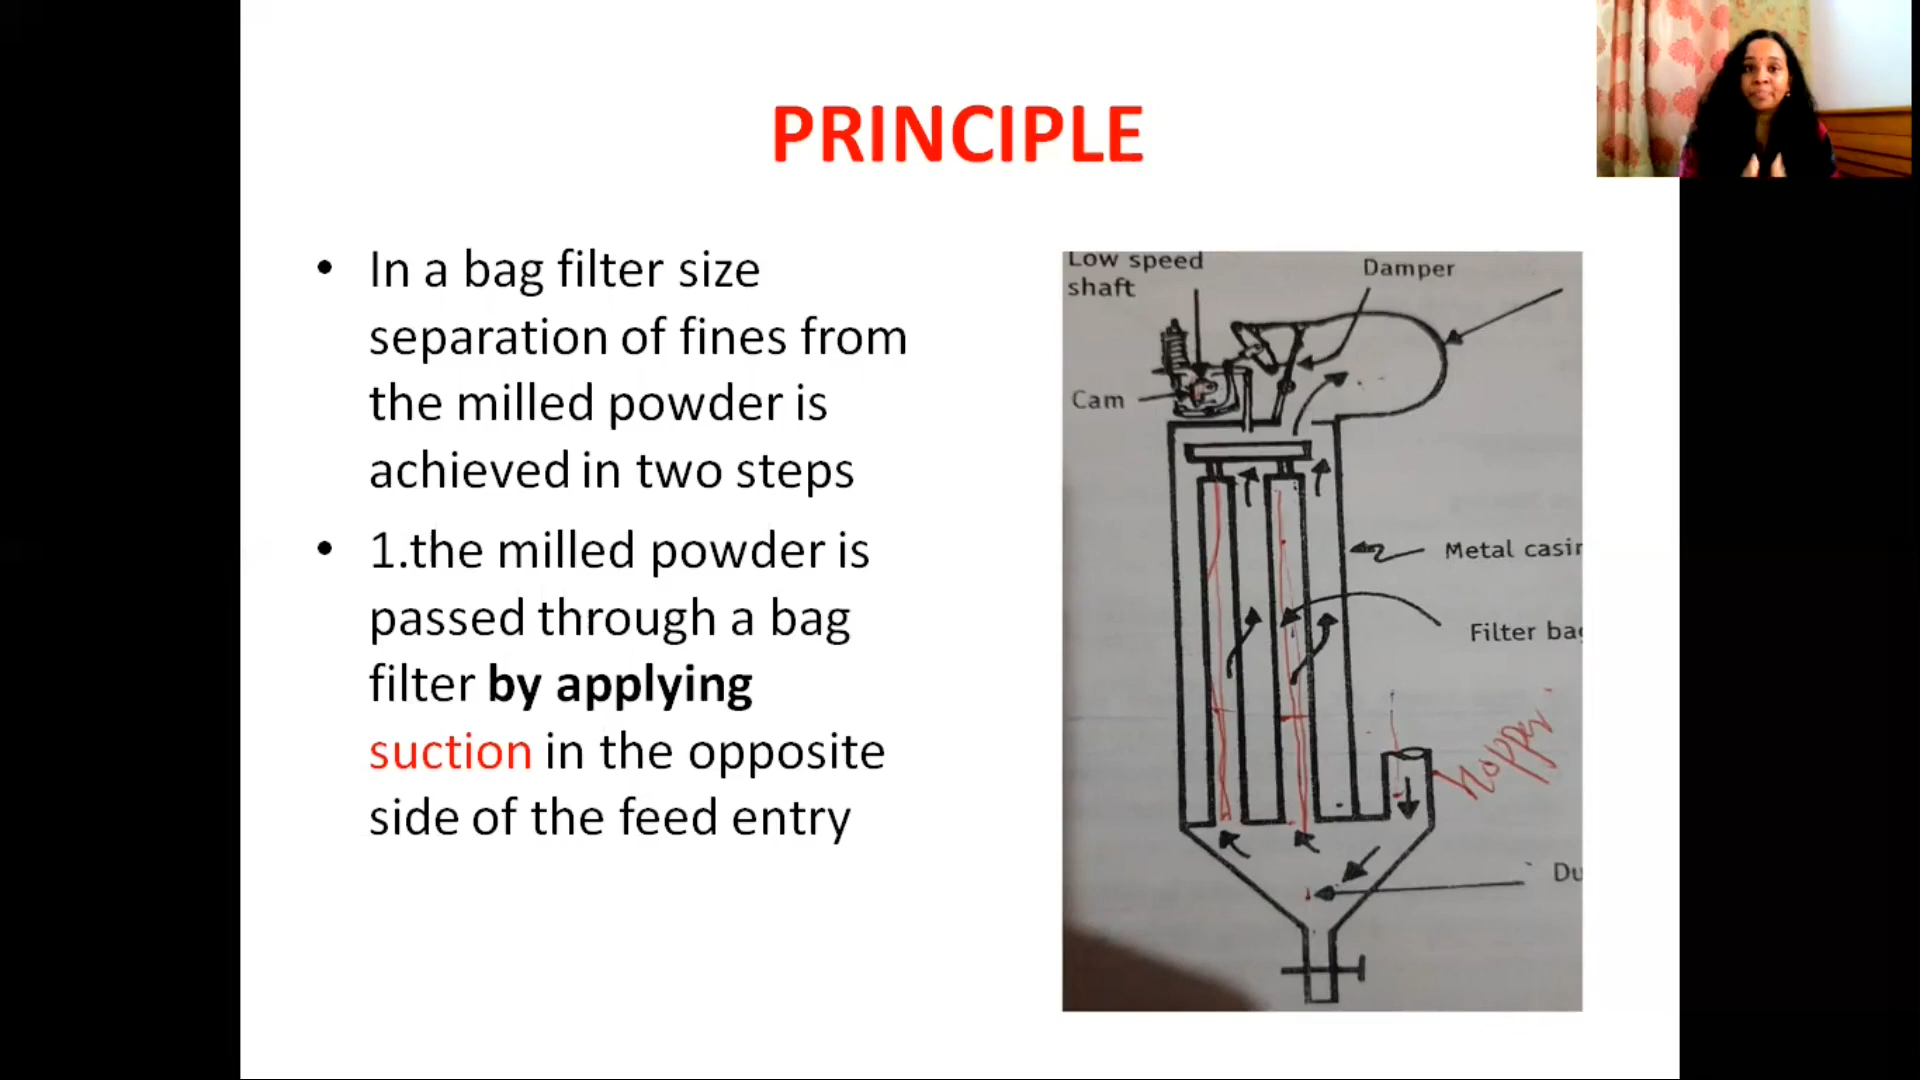 PRINCIPLE
• In a bag filter size
separation of fines from
the milled powder is
achieved in two steps
• 1.the milled powder is
passed through a bag
filter by applying
suction in the opposite
side of the feed entry
Low speed
shaft
Damper
Cam
Metal casin
Filter bag
hopper
Du